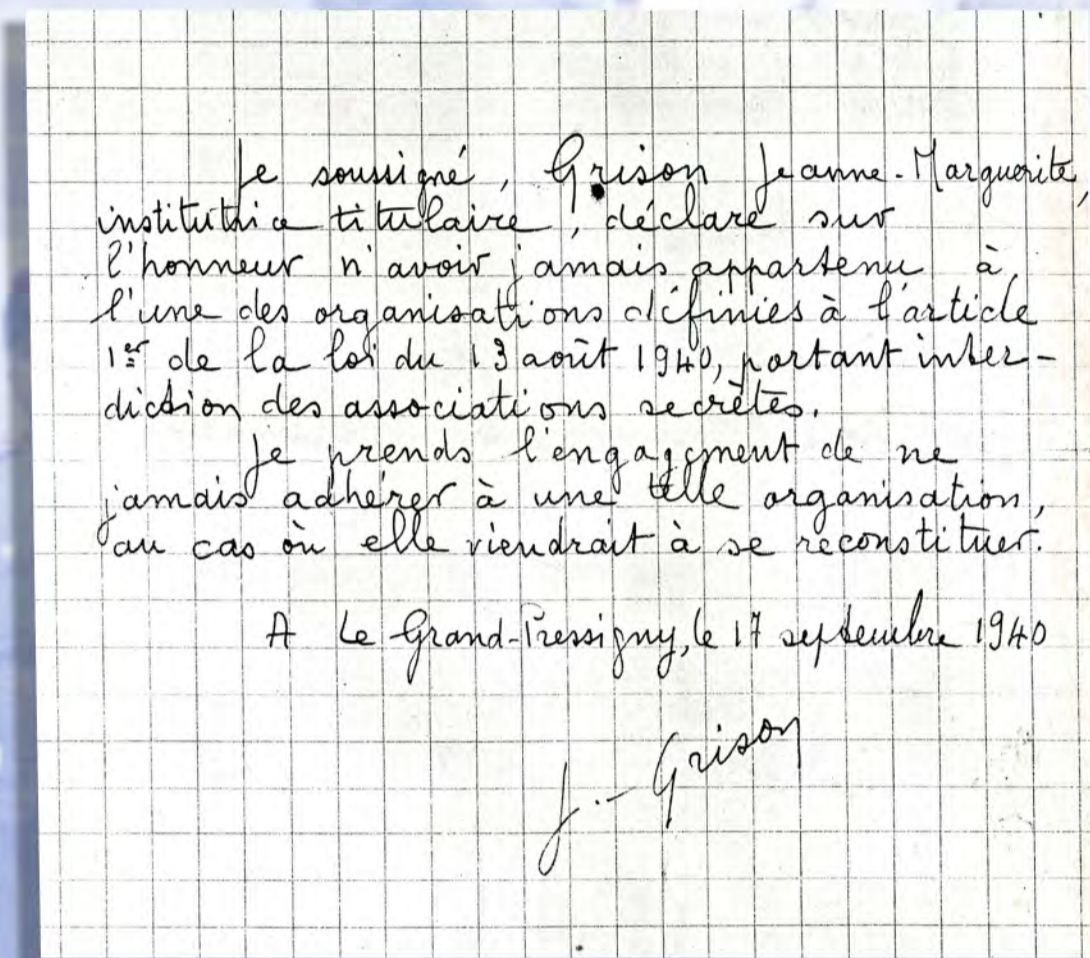 Je soussigné, Grison Jeanne-Marguerite,
institutrice titulaire, déclare sur
l'honneur n'avoir jamais appartenu à
l'une des organisations définies à l'article
1er de la loi du 13 août 1940, portant inter-
diction des associations secrètes.
Je prends l'engagement de ne
jamais adhérer à une telle organisation,
au cas où elle viendrait à se reconstituer.
A Le Grand-Pressigny, le 17 septembre 1940
J.-Grison